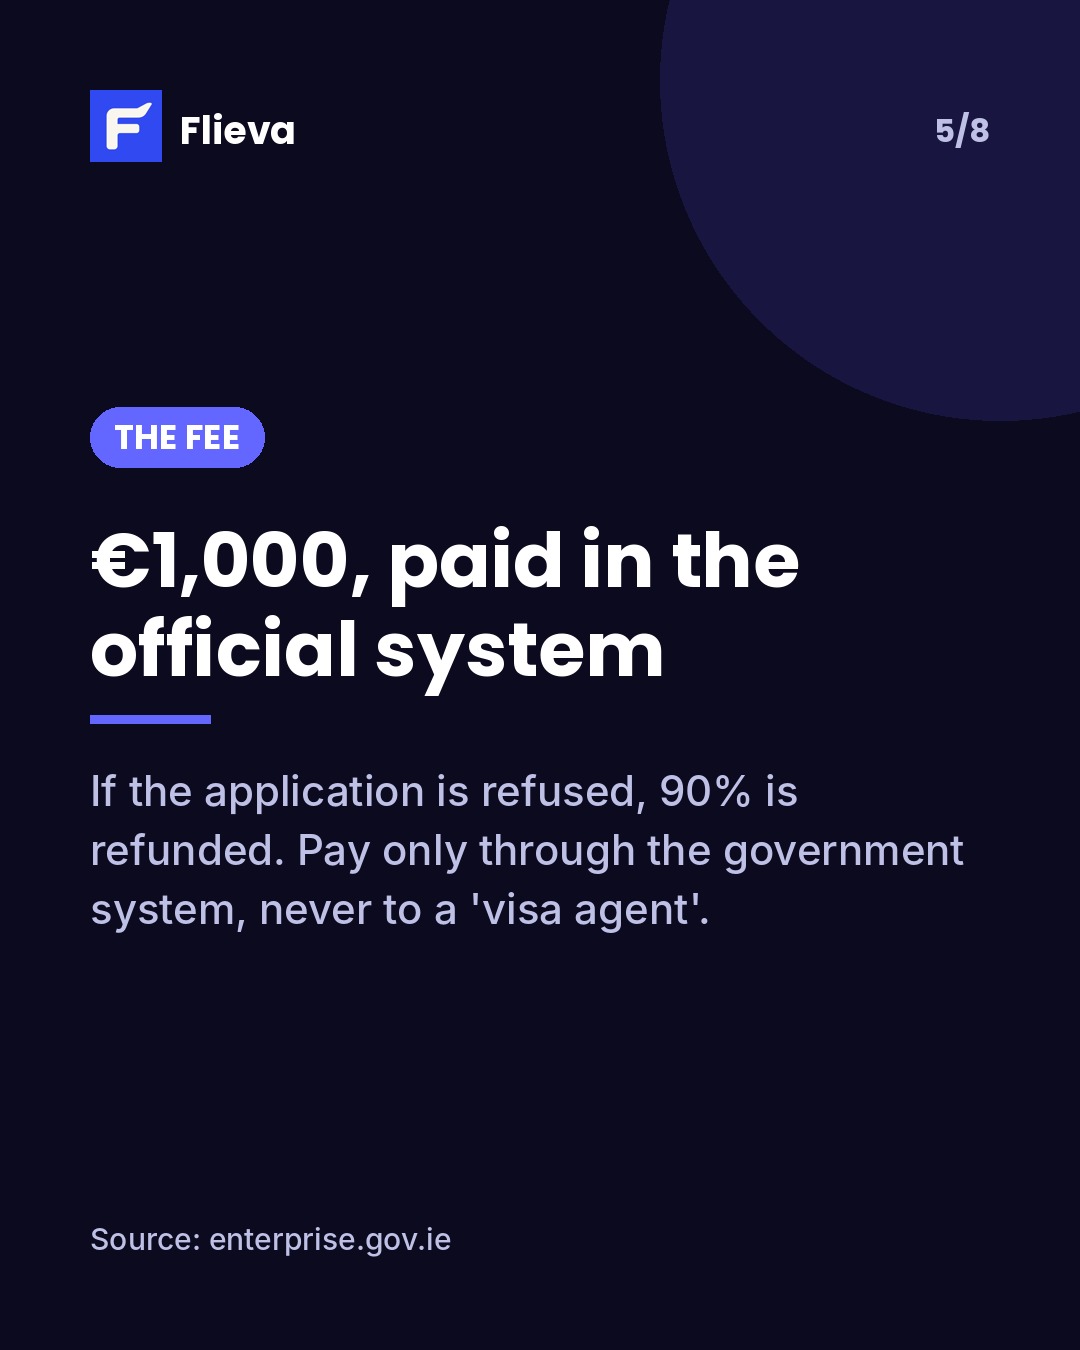 Flieva
5/8
THE FEE
€1,000, paid in the
official system
If the application is refused, 90% is
refunded. Pay only through the government
system, never to a 'visa agent'.
Source: enterprise.gov.ie